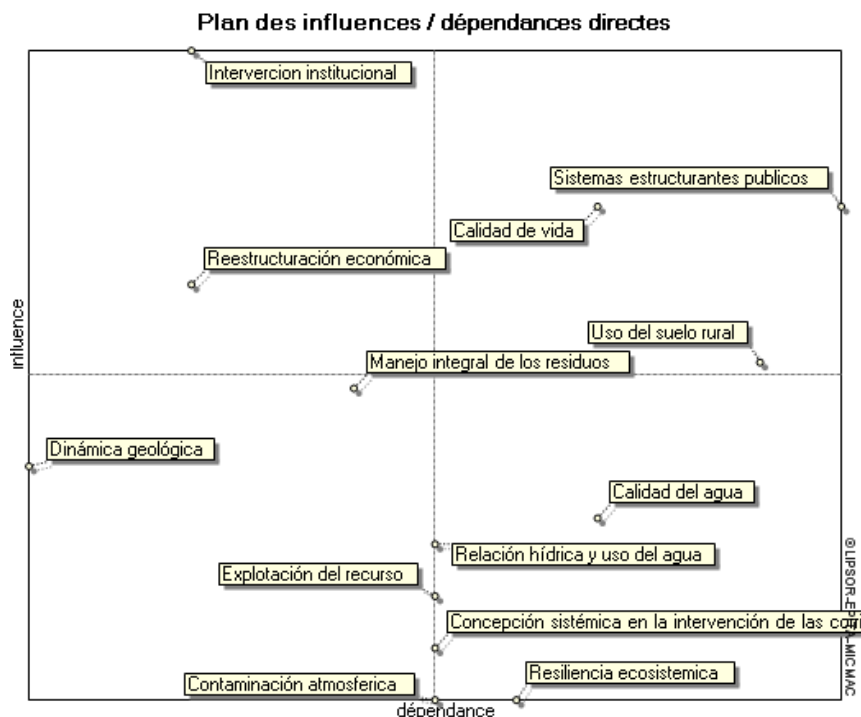 Plan des influences / dépendances directes
Intervercion institucional
Sistemas estructurantes publicos
Calidad de vida
Reestructuración económica
influence
Uso del suelo rural
Manejo integral de los residuos
Dinámica geológica
Calidad del agua
Relación hídrica y uso del agua
Explotación del recurso
Concepción sistémica en la intervención de las
Resiliencia ecosistemica
Contaminación atmosferica
dépendance
© LIPSOR-EPITA-MICMAC